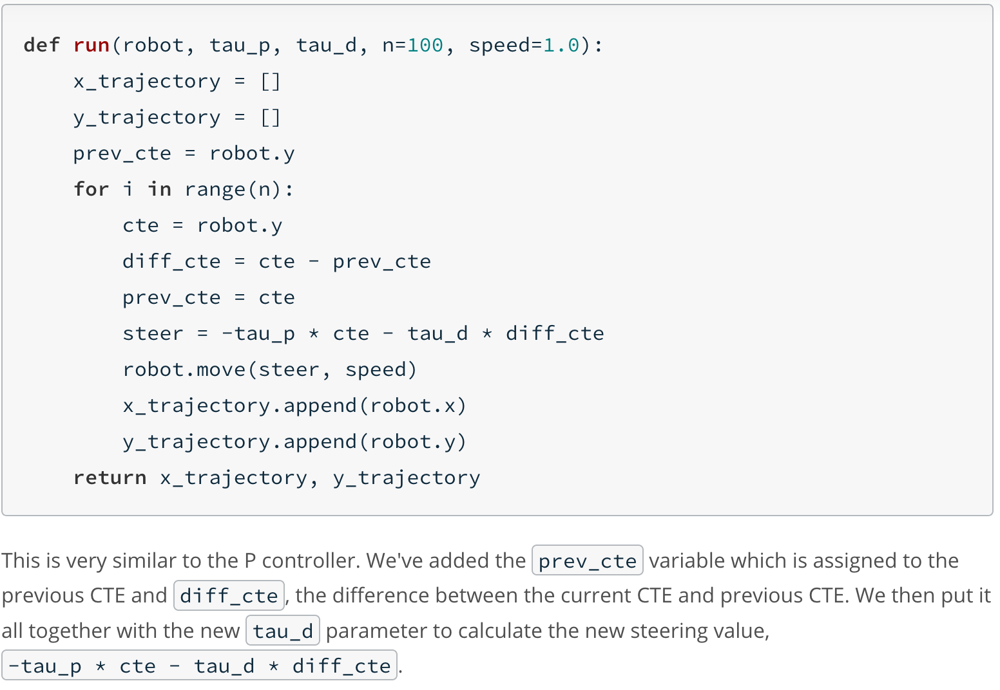 def run(robot, tau_p, tau_d, n=100, speed=1.0):
    x_trajectory = []
    y_trajectory = []
    prev_cte = robot.y
    for i in range(n):
        cte = robot.y
        diff_cte = cte - prev_cte
        prev_cte = cte
        steer = -tau_p * cte - tau_d * diff_cte
        robot.move(steer, speed)
        x_trajectory.append(robot.x)
        y_trajectory.append(robot.y)
    return x_trajectory, y_trajectory
This is very similar to the P controller. We've added the prev_cte variable which is assigned to the
previous CTE and diff_cte, the difference between the current CTE and previous CTE. We then put it
all together with the new tau_d parameter to calculate the new steering value,
-tau_p * cte - tau_d * diff_cte.